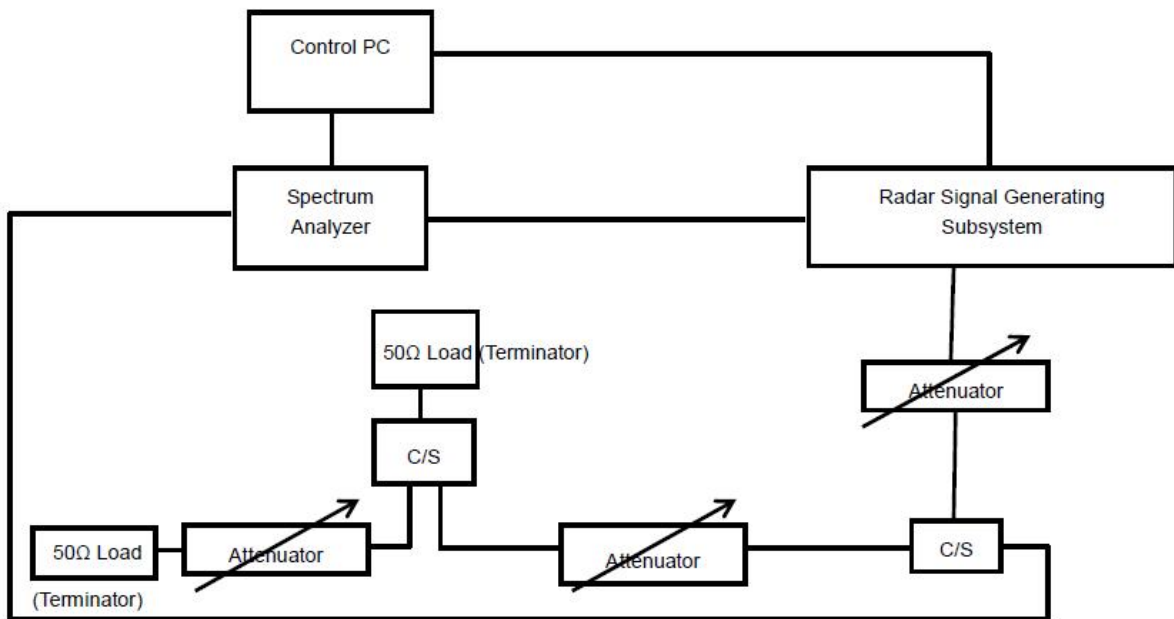 Control PC
Spectrum
Analyzer
Radar Signal Generating
Subsystem
50Ω Load (Terminator)
Attenuator
C/S
50Ω Load
(Terminator)
Attenuator
Attenuator
C/S